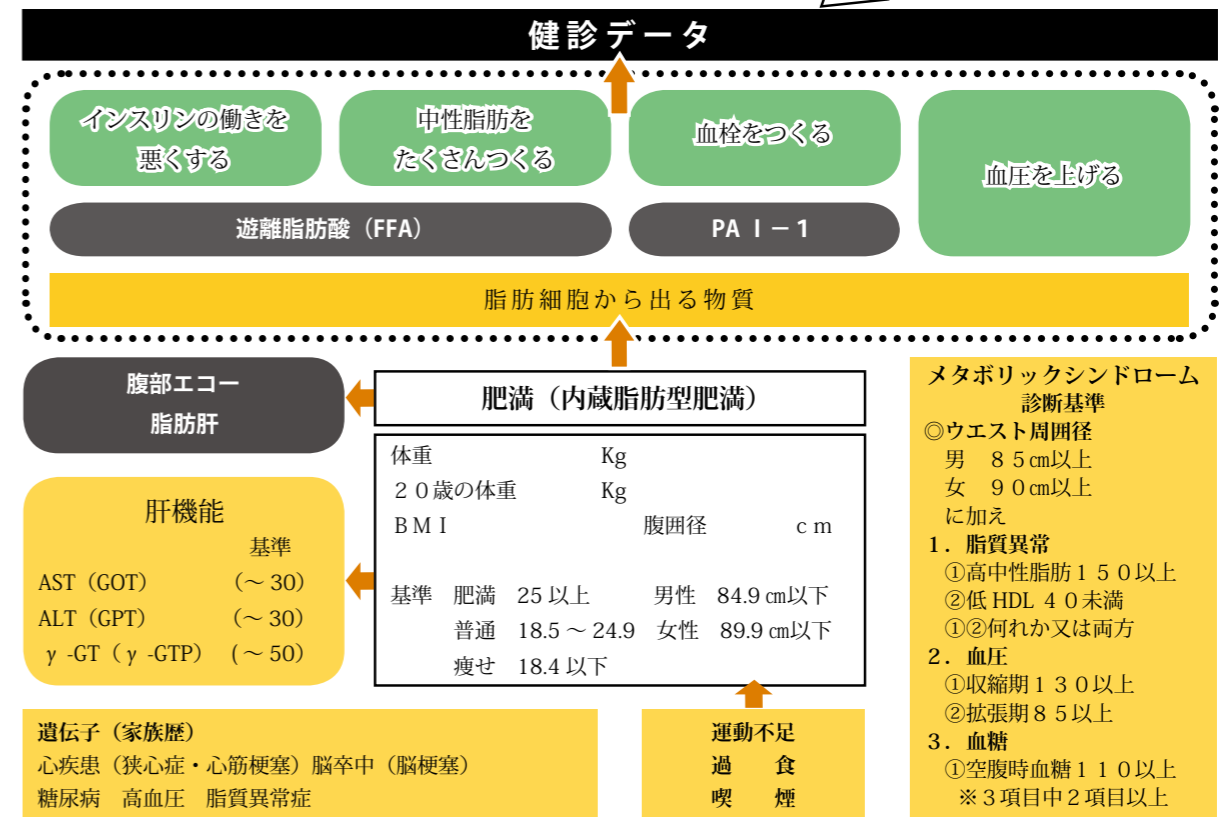 健診データ
インスリンの働きを
悪くする
中性脂肪を
たくさんつくる
血栓をつくる
血圧を上げる
遊離脂肪酸（FFA）
PAⅠ－1
脂肪細胞から出る物質
腹部エコー
脂肪肝
肥満（内蔵脂肪型肥満）
体重 Kg
２０歳の体重 Kg
ＢＭＩ 腹囲径 ｃｍ
基準 肥満 25以上 男性 84.9㎝以下
普通 18.5～24.9 女性 89.9㎝以下
痩せ 18.4以下
肝機能
基準
AST（GOT） （～30）
ALT（GPT） （～30）
γ-GT（γ-GTP） (～50）
メタボリックシンドローム
診断基準
◎ウエスト周囲径
男 ８５㎝以上
女 ９０㎝以上
に加え
１．脂質異常
①高中性脂肪１５０以上
②低HDL ４０未満
①②何れか又は両方
２．血圧
①収縮期１３０以上
②拡張期８５以上
３．血糖
①空腹時血糖１１０以上
※３項目中２項目以上
遺伝子（家族歴）
心疾患（狭心症・心筋梗塞）脳卒中（脳梗塞）
糖尿病 高血圧 脂質異常症
運動不足
過 食
喫 煙